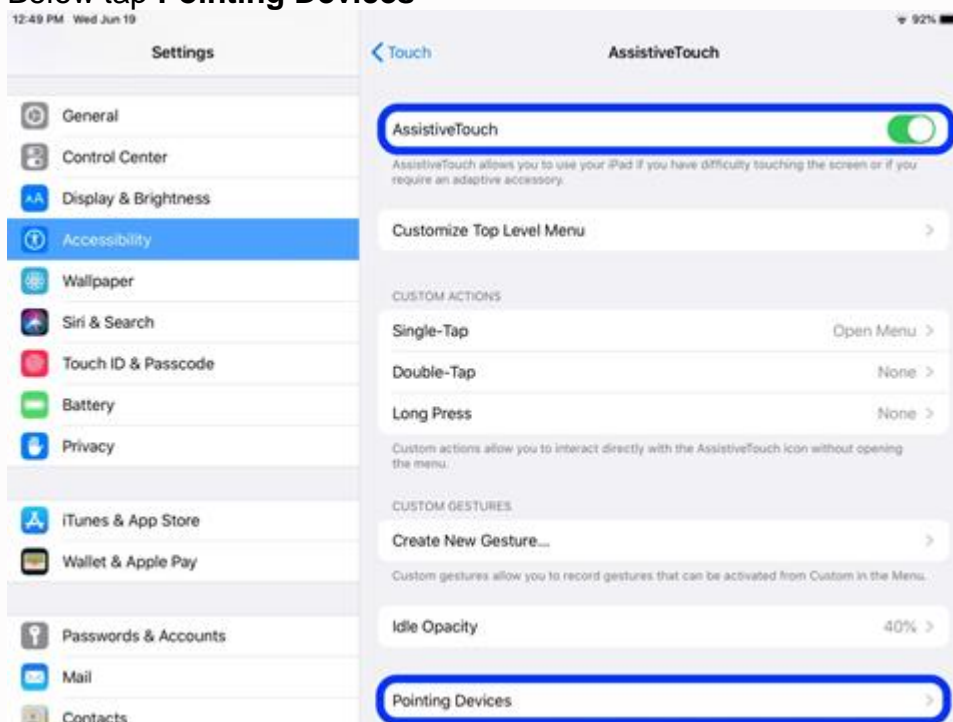 Below tap Pointing Devices
12:49 PM Wed Jun 19
92%
Settings
General
Control Center
Display & Brightness
Accessibility
Wallpaper
Siri & Search
Touch ID & Passcode
Battery
Privacy
iTunes & App Store
Wallet & Apple Pay
Passwords & Accounts
Mail
Contacts
Touch
AssistiveTouch
AssistiveTouch
AssistiveTouch allows you to use your iPad if you have difficulty touching the screen or if you
require an adaptive accessory.
Customize Top Level Menu
CUSTOM ACTIONS
Single-Tap Open Menu
Double-Tap None
Long Press None
Custom actions allow you to interact directly with the AssistiveTouch icon without opening
the menu.
CUSTOM GESTURES
Create New Gesture...
Custom gestures allow you to record gestures that can be activated from Custom in the Menu.
Idle Opacity 40%
Pointing Devices